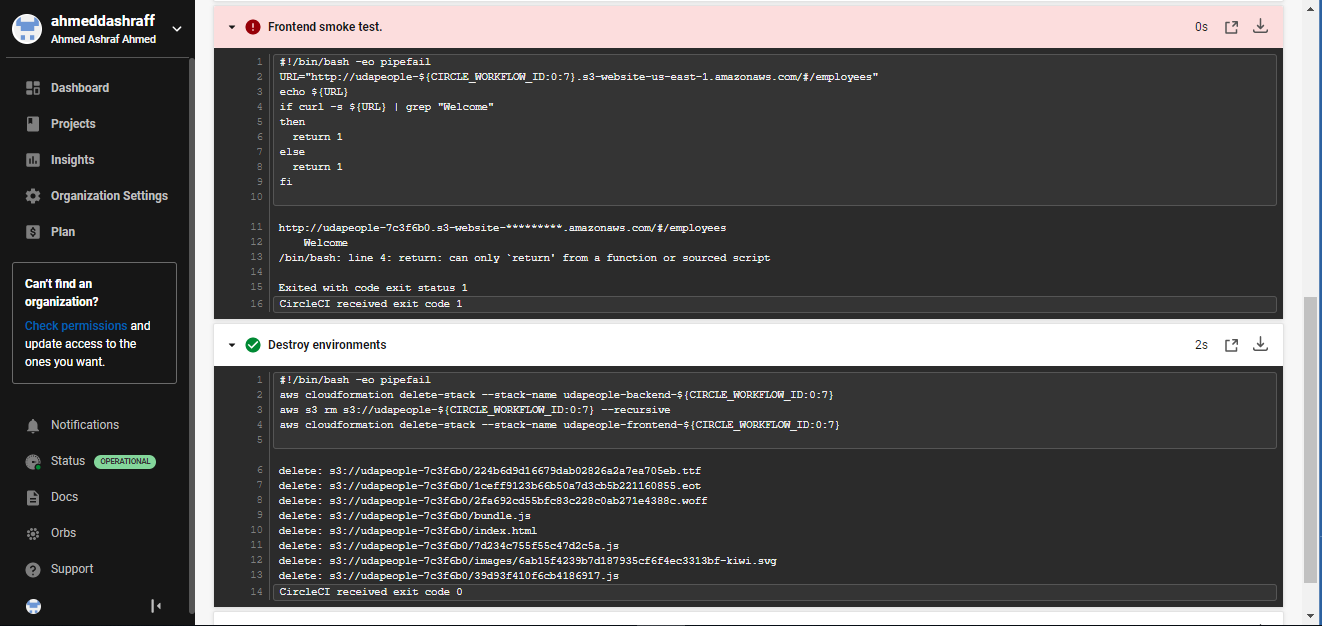 ahmeddashraff
Ahmed Ashraf Ahmed
Dashboard
Projects
Insights
Organization Settings
Plan
Can't find an
organization?
Check permissions and
update access to the
ones you want.
Notifications
Status OPERATIONAL
Docs
Orbs
Support
Frontend smoke test. 0s
1 #!/bin/bash -eo pipefail
2 URL="http://udapeople-${CIRCLE_WORKFLOW_ID:0:7}.s3-website-us-east-1.amazonaws.com/#/employees"
3 echo ${URL}
4 if curl -s ${URL} | grep "Welcome"
5 then
6   return 1
7 else
8   return 1
9 fi
10
11 http://udapeople-7c3f6b0.s3-website-*********.amazonaws.com/#/employees
12     Welcome
13 /bin/bash: line 4: return: can only `return' from a function or sourced script
14
15 Exited with code exit status 1
16 CircleCI received exit code 1
Destroy environments 2s
1 #!/bin/bash -eo pipefail
2 aws cloudformation delete-stack --stack-name udapeople-backend-${CIRCLE_WORKFLOW_ID:0:7}
3 aws s3 rm s3://udapeople-${CIRCLE_WORKFLOW_ID:0:7} --recursive
4 aws cloudformation delete-stack --stack-name udapeople-frontend-${CIRCLE_WORKFLOW_ID:0:7}
5
6 delete: s3://udapeople-7c3f6b0/224b6d9d16679dab02826a2a7ea705eb.ttf
7 delete: s3://udapeople-7c3f6b0/1ceff9123b66b50a7d3cb5b221160855.eot
8 delete: s3://udapeople-7c3f6b0/2fa692cd55bfc83c228c0ab271e4388c.woff
9 delete: s3://udapeople-7c3f6b0/bundle.js
10 delete: s3://udapeople-7c3f6b0/index.html
11 delete: s3://udapeople-7c3f6b0/7d234c755f55c47d2c5a.js
12 delete: s3://udapeople-7c3f6b0/images/6ab15f4239b7d187935cf6f4ec3313bf-kiwi.svg
13 delete: s3://udapeople-7c3f6b0/39d93f410f6cb4186917.js
14 CircleCI received exit code 0